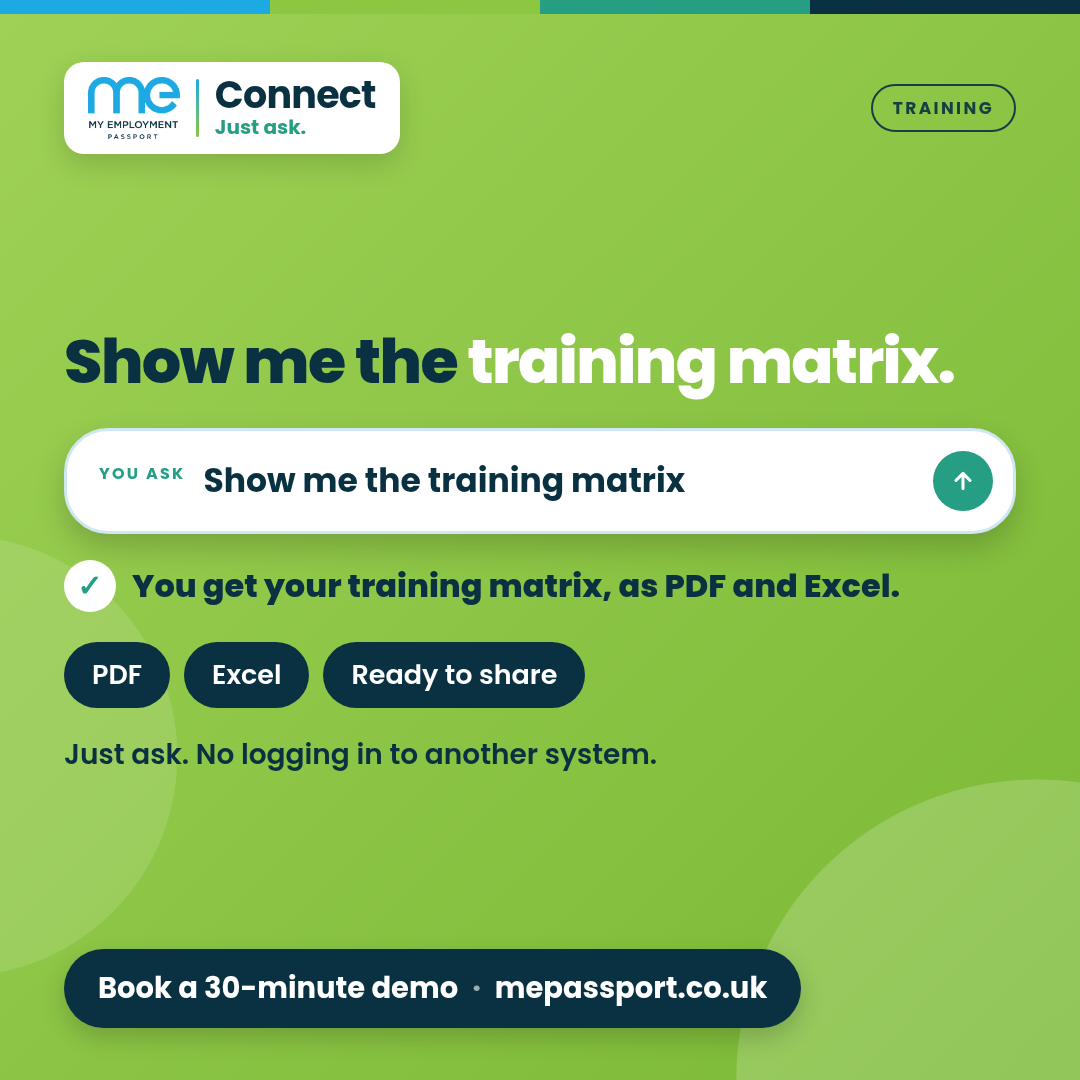 me
MY EMPLOYMENT
PASSPORT
Connect
Just ask.
TRAINING
Show me the training matrix.
YOU ASK Show me the training matrix
✓ You get your training matrix, as PDF and Excel.
PDF Excel Ready to share
Just ask. No logging in to another system.
Book a 30-minute demo · mepassport.co.uk